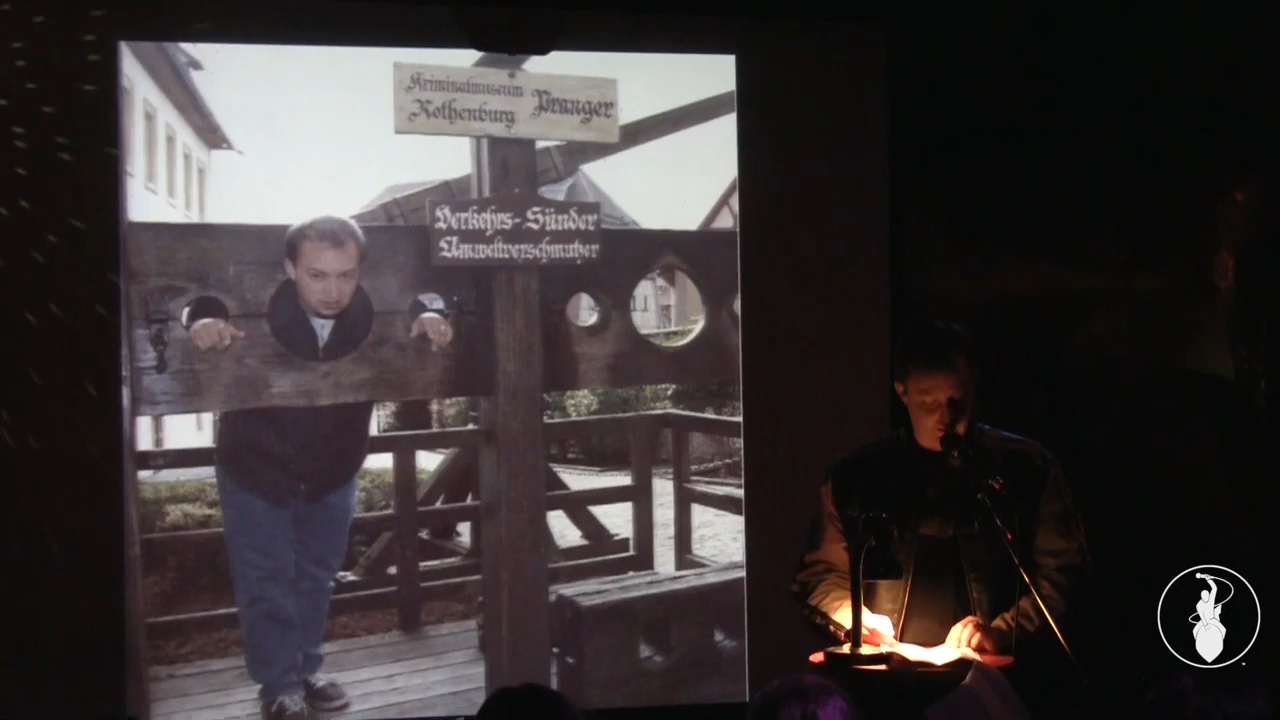 Kriminalmuseum
Rothenburg
Pranger
Verkehrs-Sünder
Umweltverschmutzer